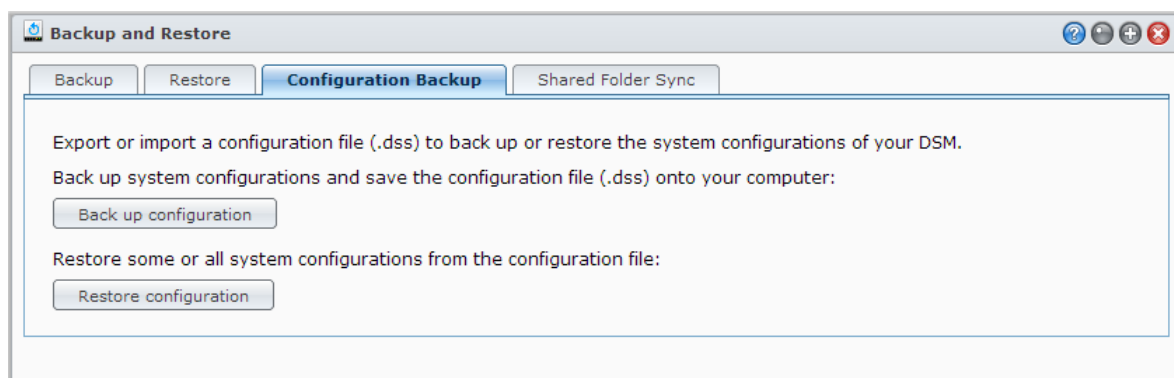 Backup and Restore
Backup Restore Configuration Backup Shared Folder Sync
Export or import a configuration file (.dss) to back up or restore the system configurations of your DSM.
Back up system configurations and save the configuration file (.dss) onto your computer:
Back up configuration
Restore some or all system configurations from the configuration file:
Restore configuration